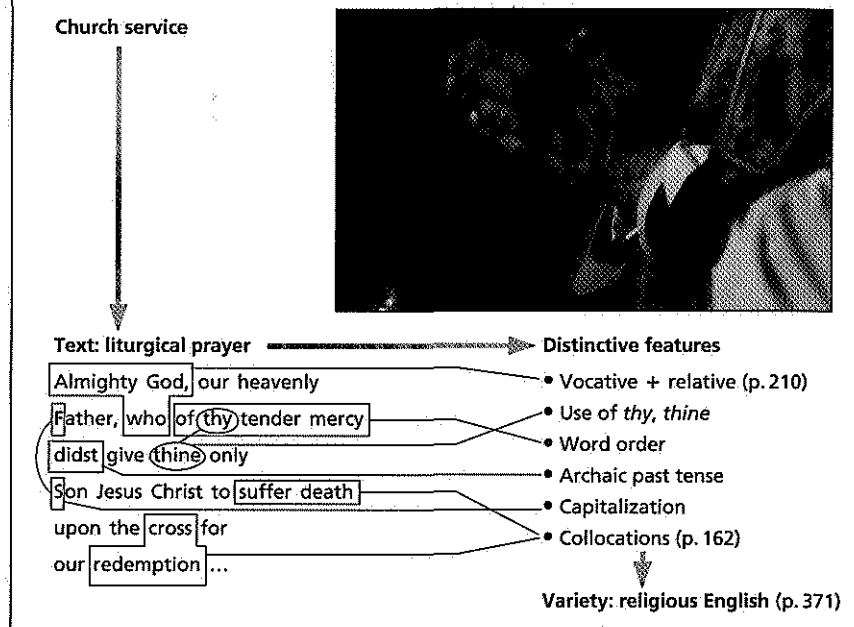 Church service
Text: liturgical prayer
Almighty God, our heavenly
Father, who of thy tender mercy
didst give thine only
Son Jesus Christ to suffer death
upon the cross for
our redemption ...
Distinctive features
• Vocative + relative (p. 210)
• Use of thy, thine
• Word order
• Archaic past tense
• Capitalization
• Collocations (p. 162)
Variety: religious English (p. 371)